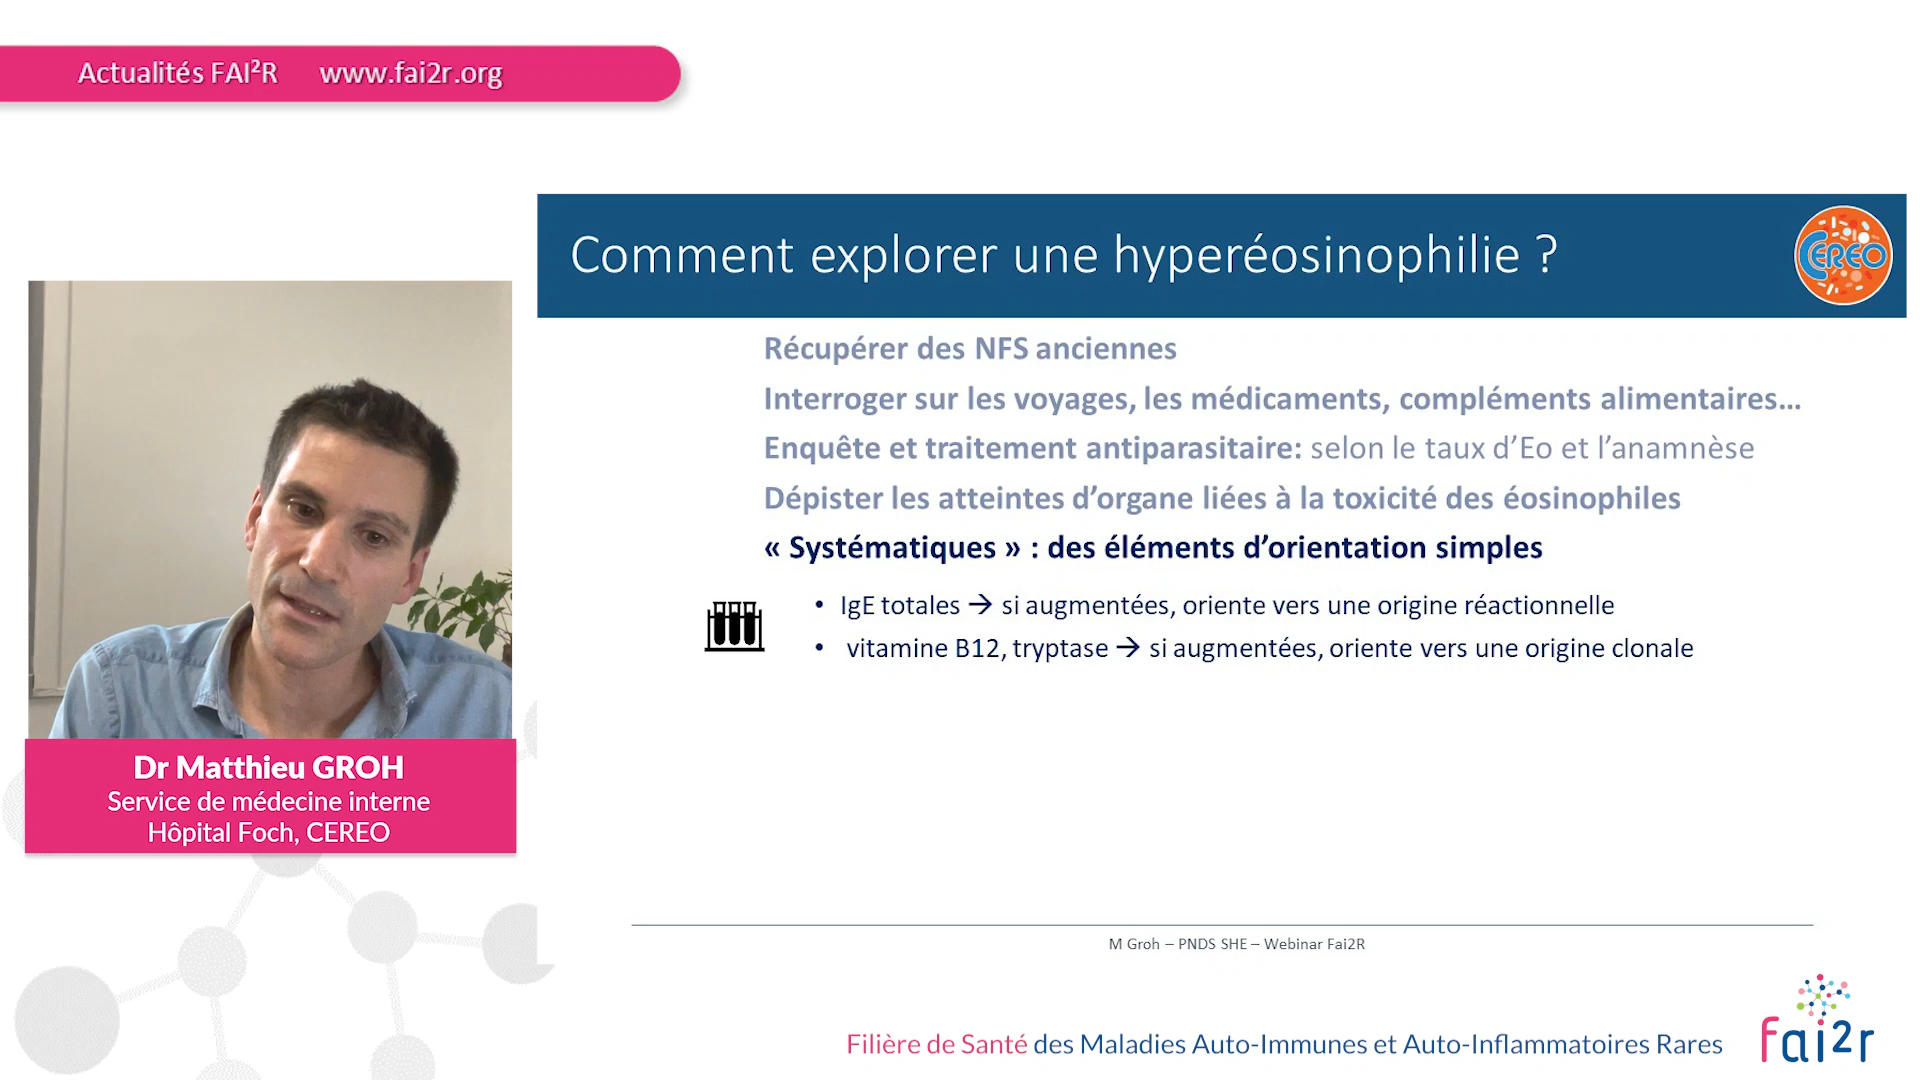 Actualités FAI²R www.fai2r.org
Comment explorer une hyperéosinophilie ?
CEREO
Récupérer des NFS anciennes
Interroger sur les voyages, les médicaments, compléments alimentaires...
Enquête et traitement antiparasitaire: selon le taux d’Eo et l’anamnèse
Dépister les atteintes d’organe liées à la toxicité des éosinophiles
« Systématiques » : des éléments d’orientation simples
• IgE totales → si augmentées, oriente vers une origine réactionnelle
• vitamine B12, tryptase → si augmentées, oriente vers une origine clonale
Dr Matthieu GROH
Service de médecine interne
Hôpital Foch, CEREO
M Groh – PNDS SHE – Webinar Fai2R
Filière de Santé des Maladies Auto-Immunes et Auto-Inflammatoires Rares
fai2r